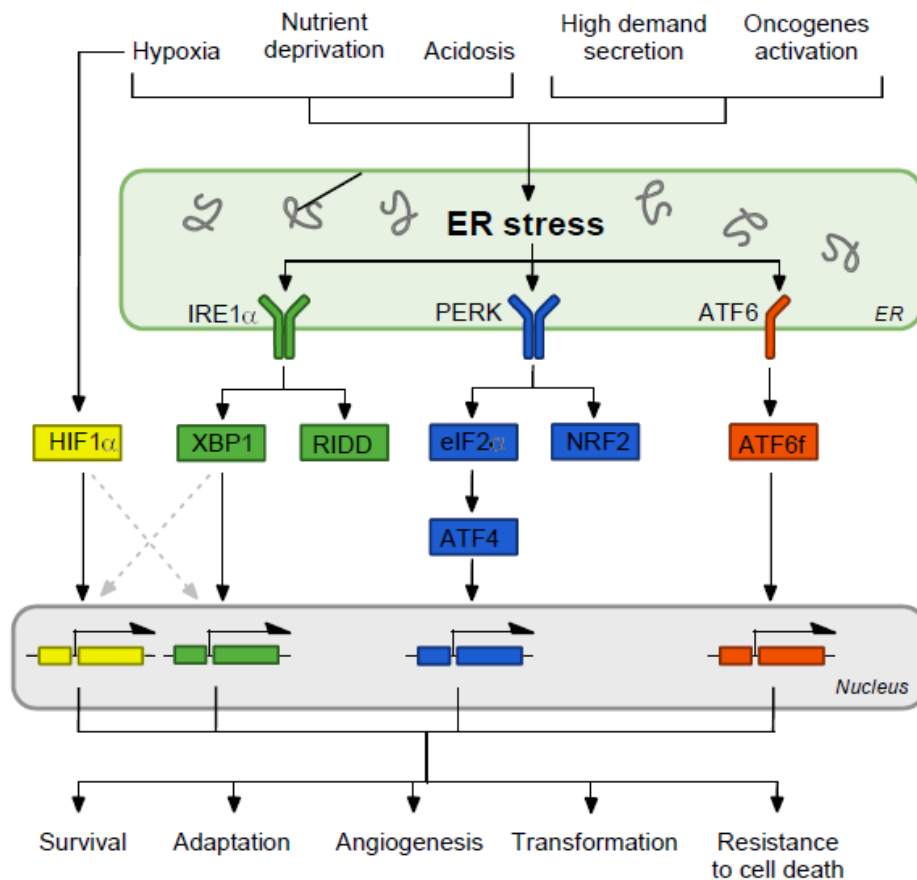 Hypoxia
Nutrient
deprivation
Acidosis
High demand
secretion
Oncogenes
activation
ER stress
IRE1α
PERK
ATF6
ER
HIF1α
XBP1
RIDD
eIF2α
NRF2
ATF6f
ATF4
Nucleus
Survival
Adaptation
Angiogenesis
Transformation
Resistance
to cell death